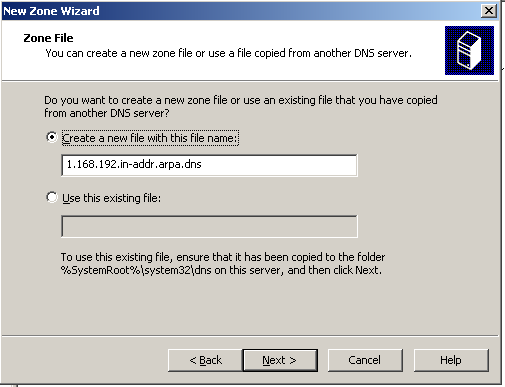 New Zone Wizard
Zone File
You can create a new zone file or use a file copied from another DNS server.
Do you want to create a new zone file or use an existing file that you have copied
from another DNS server?
Create a new file with this file name:
1.168.192.in-addr.arpa.dns
Use this existing file:
To use this existing file, ensure that it has been copied to the folder
%SystemRoot%\system32\dns on this server, and then click Next.
< Back
Next >
Cancel
Help